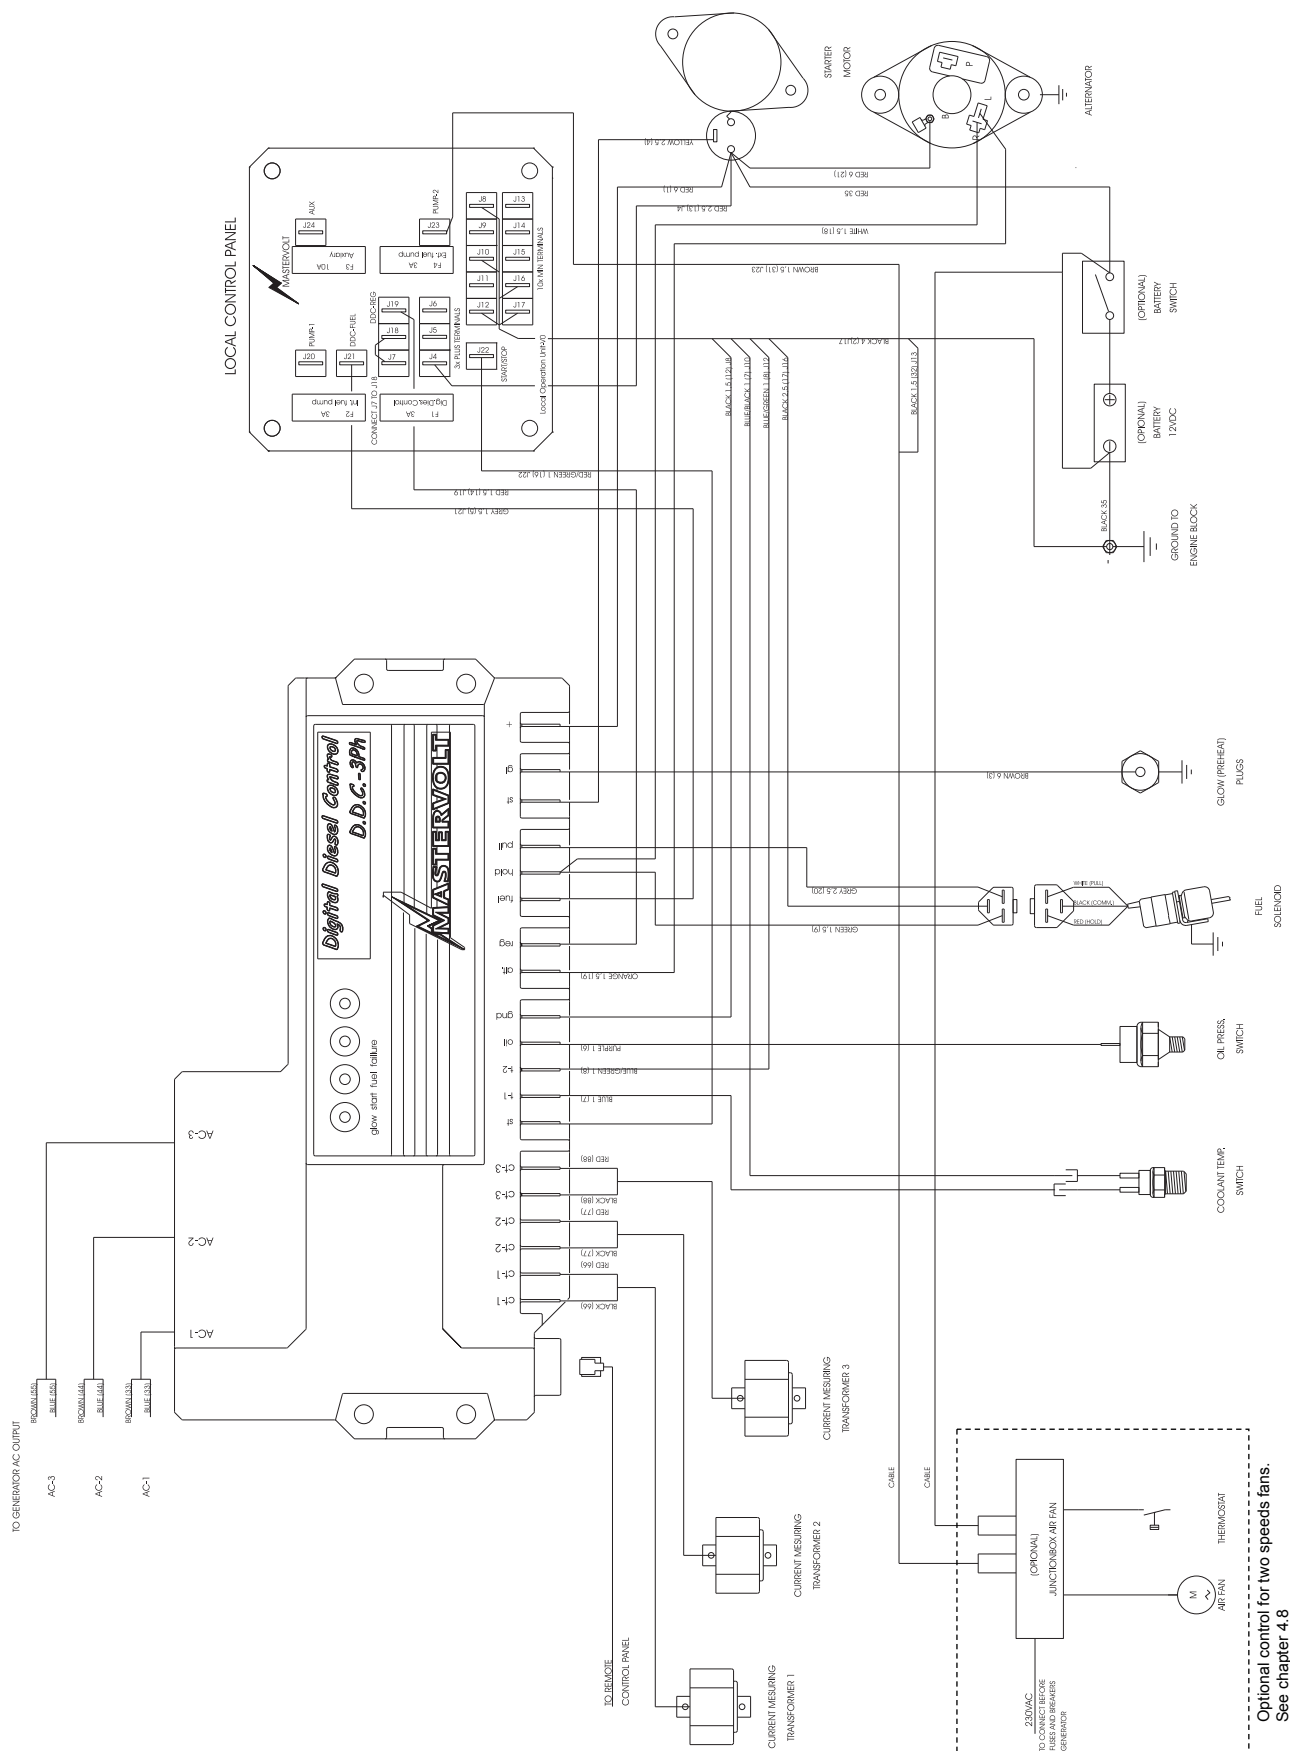 LOCAL CONTROL PANEL
MASTERVOLT
AUX
J24
F3 10A
Auxiliary
PUMP-2
J23
F4 3A
Ext. fuel pump
PUMP-1
J20
DDC-FUEL
J21
F2 3A
Int. fuel pump
DDC-REG
J19
J18
J7
CONNECT J7 TO J18
J6
J5
J4
3x PLUS TERMINALS
F1 3A
Dig.Dies.Control
J8
J9
J10
J11
J12
J13
J14
J15
J16
J17
10x MIN TERMINALS
J22
START/STOP
Local Operation Unit-V0
STARTER
MOTOR
ALTERNATOR
P
B
R
L
YELLOW 2.5 (4)
RED 6 (1)
RED 2.5 (13) J4
RED 6 (21)
RED 35
WHITE 1.5 (18)
BROWN 1.5 (31) J23
BLACK 4 (2)J17
BLACK 1.5 (12) J8
BLUE/BLACK 1 (7) J10
BLUE/GREEN 1 (8) J12
BLACK 2.5 (17) J16
BLACK 1.5 (32) J13
RED/GREEN 1 (16) J22
RED 1.5 (14) J19
GREY 1.5 (5) J21
(OPTIONAL)
BATTERY
SWITCH
(OPTIONAL)
BATTERY
12VDC
BLACK 35
-
GROUND TO
ENGINE BLOCK
Digital Diesel Control
D.D.C.-3Ph
MASTERVOLT
glow start fuel faillure
+
gl
st
pull
hold
fuel
reg
alt.
gnd
oil
t-2
t-1
st
Ct-3
Ct-3
Ct-2
Ct-2
Ct-1
Ct-1
BROWN 6 (3)
GREY 2.5 (20)
GREEN 1.5 (9)
ORANGE 1.5 (19)
PURPLE 1 (6)
BLUE/GREEN 1 (8)
BLUE 1 (7)
RED (88)
BLACK (88)
RED (77)
BLACK (77)
RED (66)
BLACK (66)
GLOW (PREHEAT)
PLUGS
WHITE (PULL)
BLACK (COMM.)
RED (HOLD)
FUEL
SOLENOID
OIL PRESS.
SWITCH
COOLANT TEMP.
SWITCH
AC-3
AC-2
AC-1
TO GENERATOR AC OUTPUT
BROWN (55)
BLUE (55)
AC-3
BROWN (44)
BLUE (44)
AC-2
BROWN (33)
BLUE (33)
AC-1
CURRENT MESURING
TRANSFORMER 3
CURRENT MESURING
TRANSFORMER 2
CURRENT MESURING
TRANSFORMER 1
TO REMOTE
CONTROL PANEL
CABLE
CABLE
(OPTIONAL)
JUNCTIONBOX AIR FAN
THERMOSTAT
M
AIR FAN
230VAC
TO CONNECT BEFORE
FUSES AND BREAKERS
GENERATOR
Optional control for two speeds fans.
See chapter 4.8